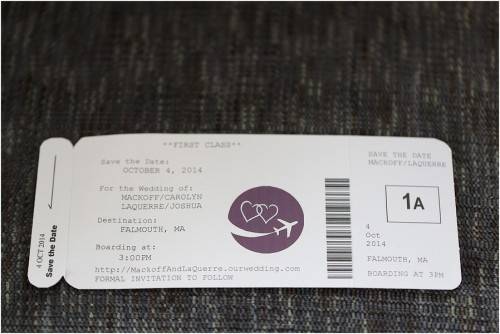 4 OCT 2014
Save the Date
**FIRST CLASS**
Save the Date:
OCTOBER 4, 2014
For the Wedding of:
MACKOFF/CAROLYN
LAQUERRE/JOSHUA
Destination:
FALMOUTH, MA
Boarding at:
3:00PM
http://MackoffAndLaQuerre.ourwedding.com
FORMAL INVITATION TO FOLLOW
SAVE THE DATE
MACKOFF/LAQUERRE
1A
4
Oct
2014
FALMOUTH, MA
BOARDING AT 3PM